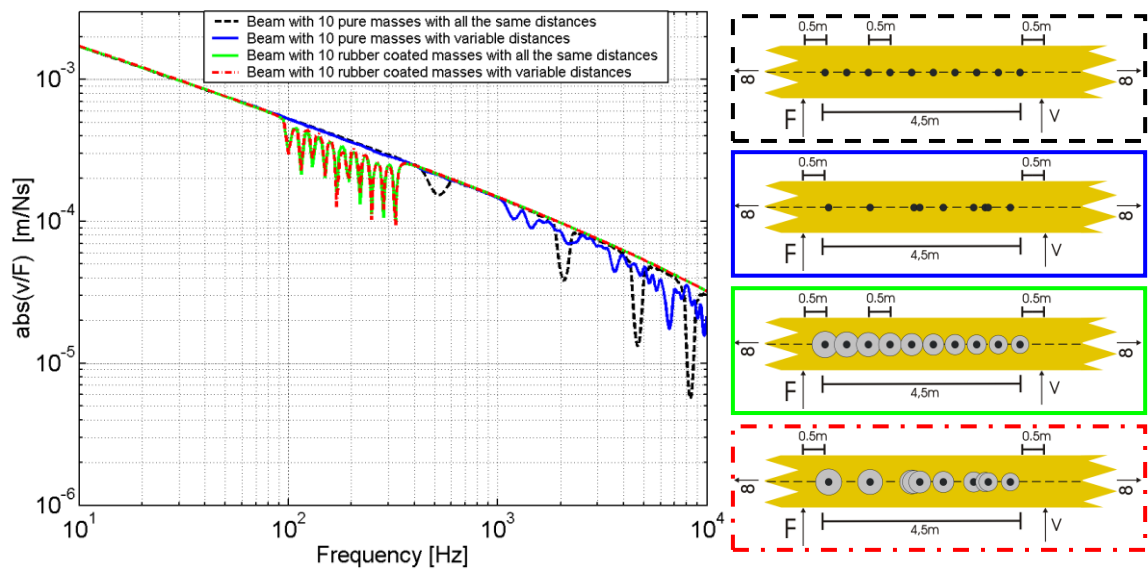 Beam with 10 pure masses with all the same distances
Beam with 10 pure masses with variable distances
Beam with 10 rubber coated masses with all the same distances
Beam with 10 rubber coated masses with variable distances
10^-3
10^-4
10^-5
10^-6
abs(v/F) [m/Ns]
10^1
10^2
10^3
10^4
Frequency [Hz]
0.5m 0.5m 0.5m
∞ ∞
F 4,5m V
0.5m 0.5m
∞ ∞
F 4,5m V
0.5m 0.5m 0.5m
∞ ∞
F 4,5m V
0.5m 0.5m
∞ ∞
F 4,5m V